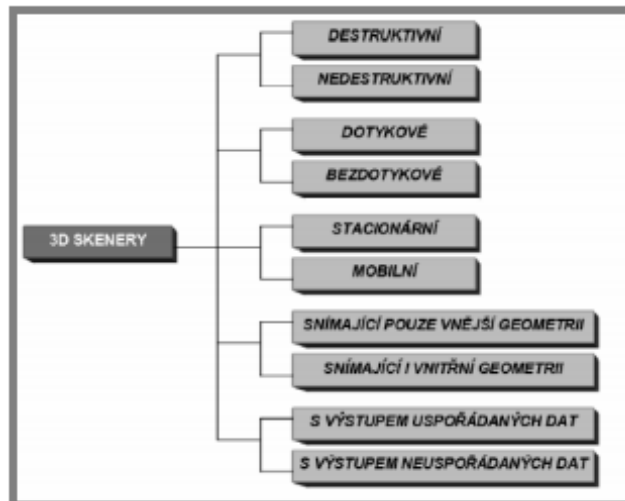 DESTRUKTIVNÍ
NEDESTRUKTIVNÍ
DOTYKOVÉ
BEZDOTYKOVÉ
3D SKENERY
STACIONÁRNÍ
MOBILNÍ
SNÍMAJÍCÍ POUZE VNĚJŠÍ GEOMETRII
SNÍMAJÍCÍ I VNITŘNÍ GEOMETRII
S VÝSTUPEM USPOŘÁDANÝCH DAT
S VÝSTUPEM NEUSPOŘÁDANÝCH DAT